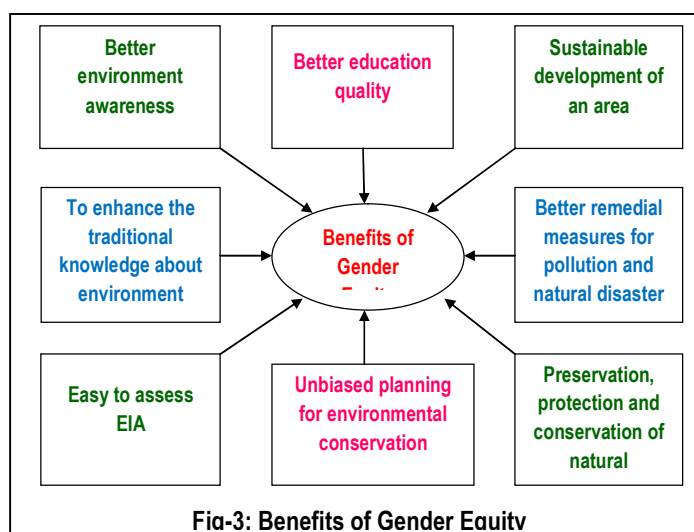 Better
environment
awareness
Better education
quality
Sustainable
development of
an area
To enhance the
traditional
knowledge about
environment
Benefits of
Gender
Equity
Better remedial
measures for
pollution and
natural disaster
Easy to assess
EIA
Unbiased planning
for environmental
conservation
Preservation,
protection and
conservation of
natural
Fig-3: Benefits of Gender Equity